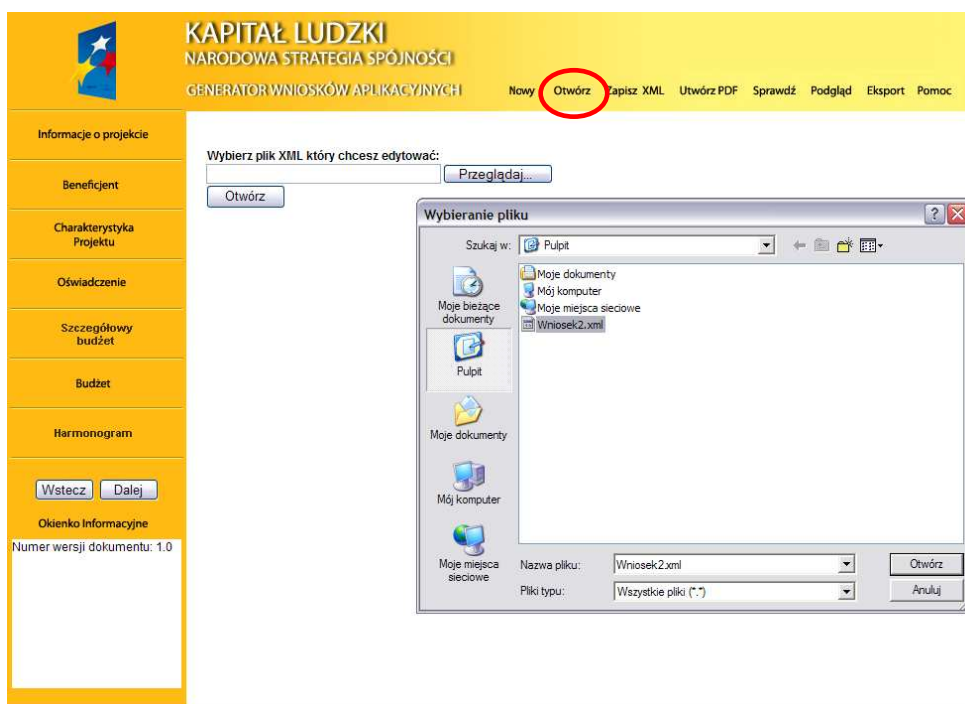 KAPITAŁ LUDZKI
NARODOWA STRATEGIA SPÓJNOŚCI
GENERATOR WNIOSKÓW APLIKACYJNYCH
Nowy Otwórz Zapisz XML Utwórz PDF Sprawdź Podgląd Eksport Pomoc
Informacje o projekcie
Beneficjent
Charakterystyka
Projektu
Oświadczenie
Szczegółowy
budżet
Budżet
Harmonogram
Wstecz Dalej
Okienko Informacyjne
Numer wersji dokumentu: 1.0
Wybierz plik XML który chcesz edytować:
Przeglądaj...
Otwórz
Wybieranie pliku
Szukaj w: Pulpit
Moje bieżące
dokumenty
Pulpit
Moje dokumenty
Mój komputer
Moje miejsca
sieciowe
Moje dokumenty
Mój komputer
Moje miejsca sieciowe
Wniosek2.xml
Nazwa pliku: Wniosek2.xml Otwórz
Pliki typu: Wszystkie pliki (*.*) Anuluj